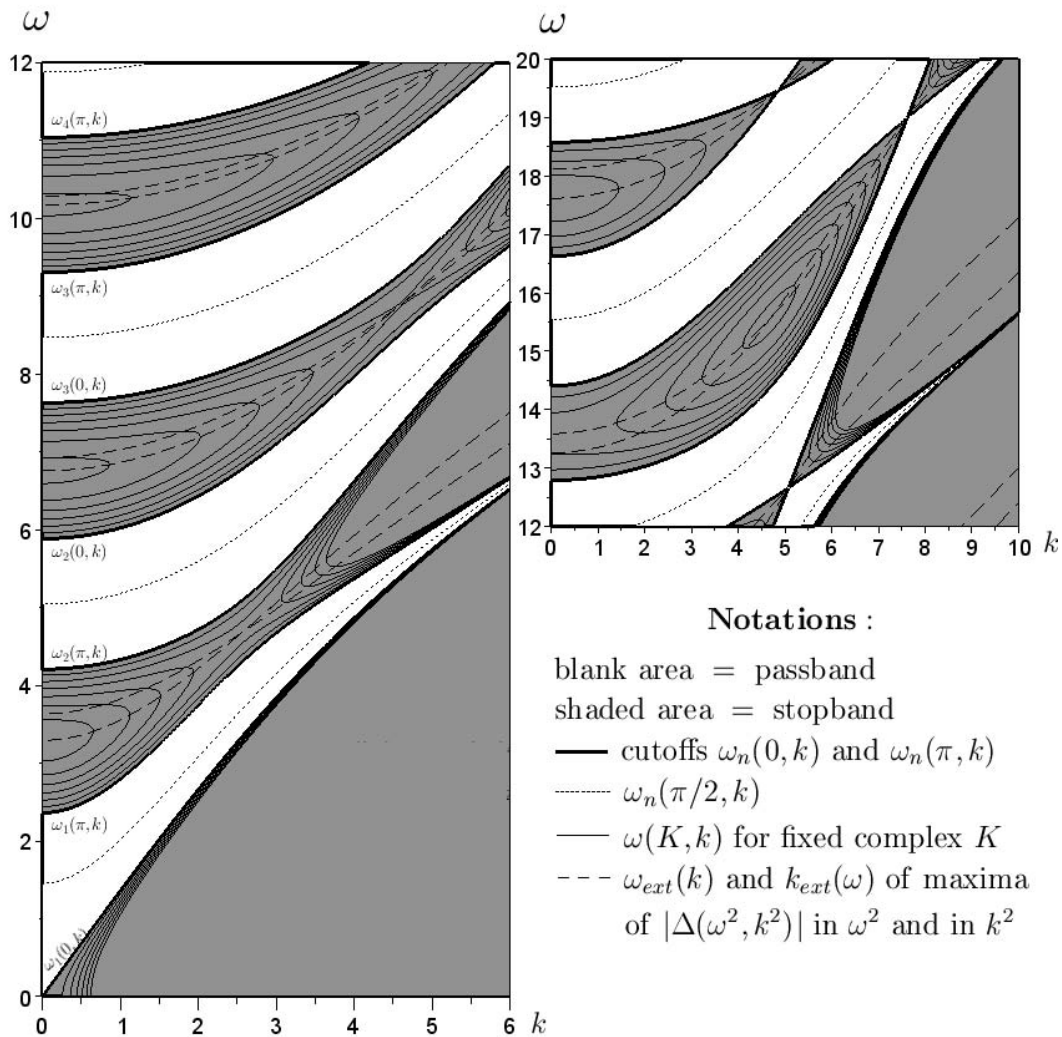 ω
12
ω₄(π, k)
10
ω₃(π, k)
8
ω₃(0, k)
6
ω₂(0, k)
ω₂(π, k)
4
ω₁(π, k)
2
ω₁(0, k)
0
0 1 2 3 4 5 6 k
ω
20
19
18
17
16
15
14
13
12
0 1 2 3 4 5 6 7 8 9 10 k
Notations :
blank area = passband
shaded area = stopband
cutoffs ωₙ(0, k) and ωₙ(π, k)
ωₙ(π/2, k)
ω(K, k) for fixed complex K
ω_ext(k) and k_ext(ω) of maxima
of |Δ(ω², k²)| in ω² and in k²